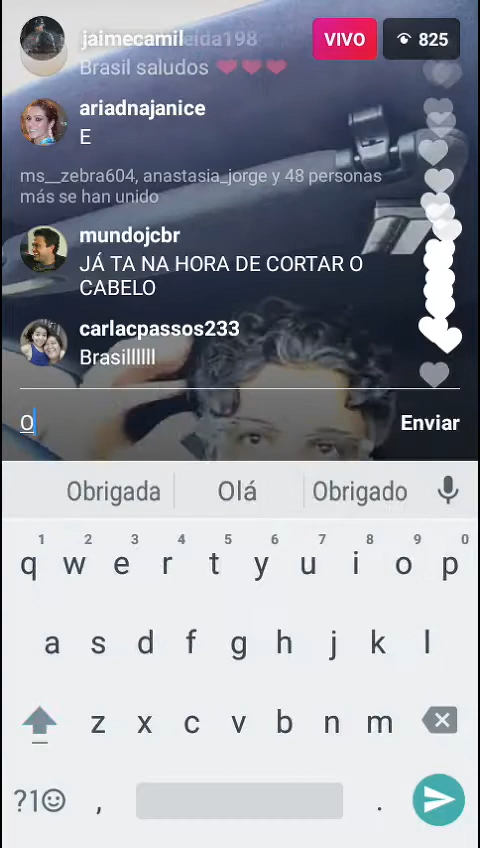 jaimecamil
VIVO
825
Brasil saludos ❤❤❤
ariadnajanice
E
ms__zebra604, anastasia_jorge y 48 personas
más se han unido
mundojcbr
JÁ TA NA HORA DE CORTAR O
CABELO
carlacpassos233
Brasilllllll
O
Enviar
Obrigada Olá Obrigado
1 2 3 4 5 6 7 8 9 0
q w e r t y u i o p
a s d f g h j k l
z x c v b n m
?1☺ , .